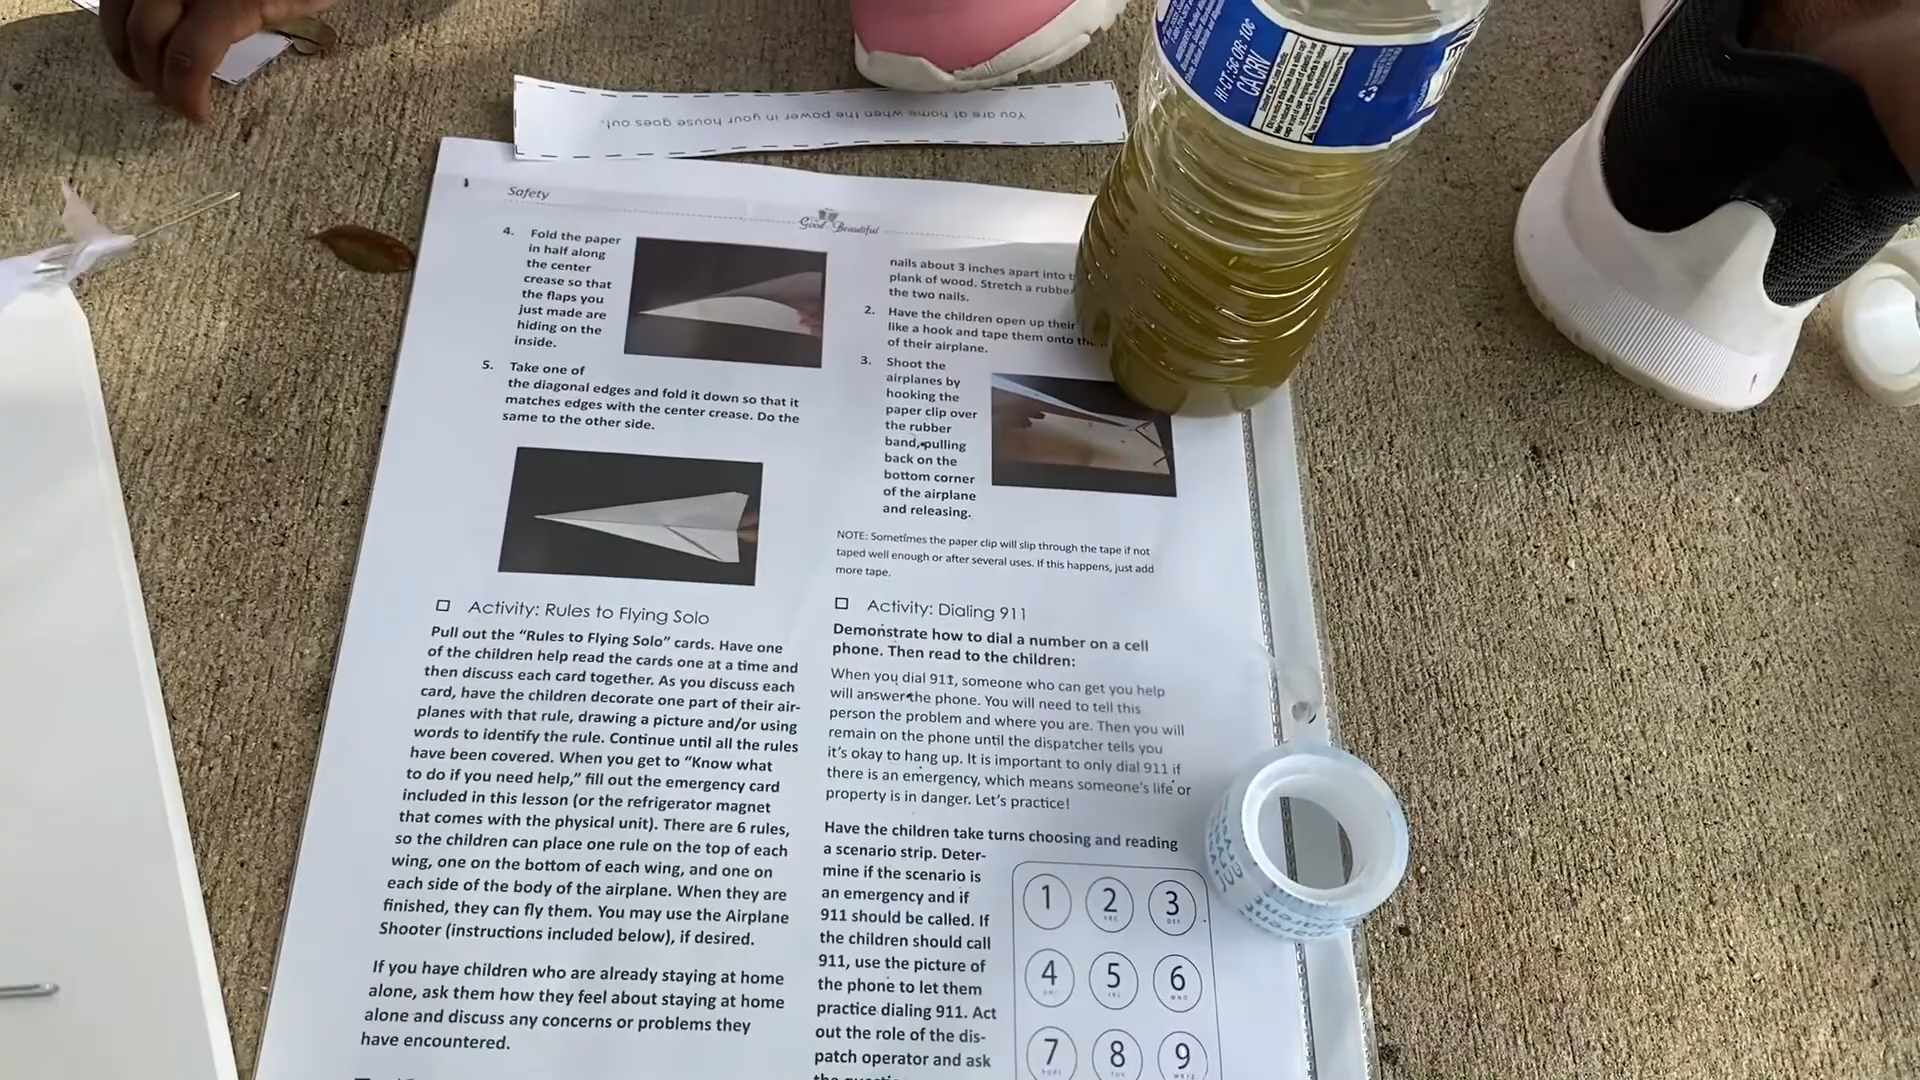 You are at home when the power in your house goes out.
HI-CT:5¢ OR:10¢
CA CRV
Safety
Good Beautiful
4. Fold the paper
in half along
the center
crease so that
the flaps you
just made are
hiding on the
inside.
5. Take one of
the diagonal edges and fold it down so that it
matches edges with the center crease. Do the
same to the other side.
Activity: Rules to Flying Solo
Pull out the “Rules to Flying Solo” cards. Have one
of the children help read the cards one at a time and
then discuss each card together. As you discuss each
card, have the children decorate one part of their air-
planes with that rule, drawing a picture and/or using
words to identify the rule. Continue until all the rules
have been covered. When you get to “Know what
to do if you need help,” fill out the emergency card
included in this lesson (or the refrigerator magnet
that comes with the physical unit). There are 6 rules,
so the children can place one rule on the top of each
wing, one on the bottom of each wing, and one on
each side of the body of the airplane. When they are
finished, they can fly them. You may use the Airplane
Shooter (instructions included below), if desired.
If you have children who are already staying at home
alone, ask them how they feel about staying at home
alone and discuss any concerns or problems they
have encountered.
nails about 3 inches apart into
plank of wood. Stretch a rubbe
the two nails.
2. Have the children open up their
like a hook and tape them onto
of their airplane.
3. Shoot the
airplanes by
hooking the
paper clip over
the rubber
band, pulling
back on the
bottom corner
of the airplane
and releasing.
NOTE: Sometimes the paper clip will slip through the tape if not
taped well enough or after several uses. If this happens, just add
more tape.
Activity: Dialing 911
Demonstrate how to dial a number on a cell
phone. Then read to the children:
When you dial 911, someone who can get you help
will answer the phone. You will need to tell this
person the problem and where you are. Then you will
remain on the phone until the dispatcher tells you
it’s okay to hang up. It is important to only dial 911 if
there is an emergency, which means someone’s life or
property is in danger. Let’s practice!
Have the children take turns choosing and reading
a scenario strip. Deter-
mine if the scenario is
an emergency and if
911 should be called. If
the children should call
911, use the picture of
the phone to let them
practice dialing 911. Act
out the role of the dis-
patch operator and ask
1 2 3
4 5 6
7 8 9